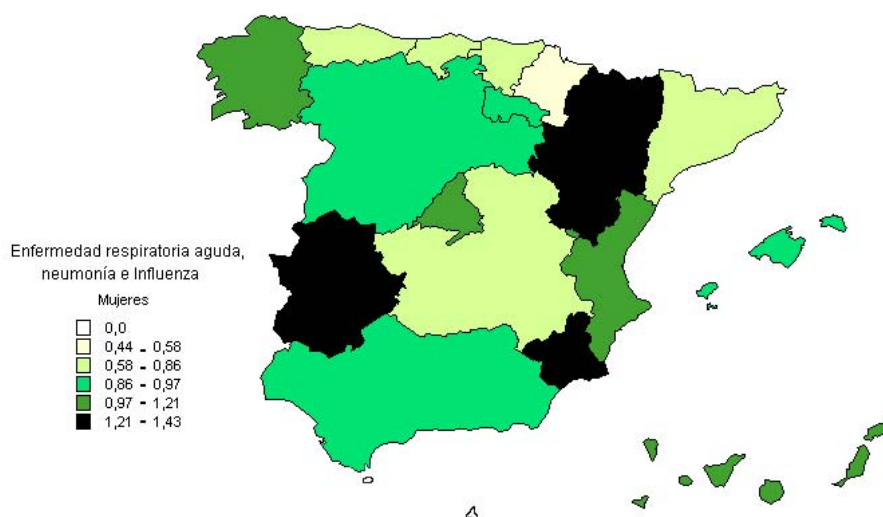 Enfermedad respiratoria aguda,
neumonía e Influenza
Mujeres
0,0
0,44 - 0,58
0,58 - 0,86
0,86 - 0,97
0,97 - 1,21
1,21 - 1,43